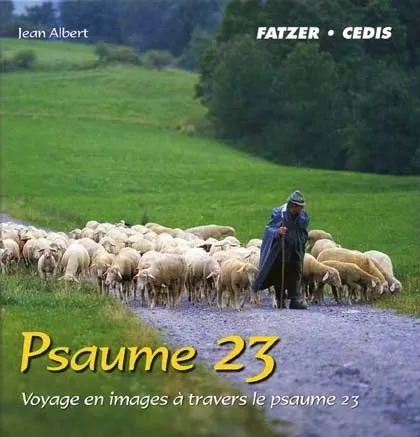 Jean Albert
FATZER • CEDIS
Psaume 23
Voyage en images à travers le psaume 23